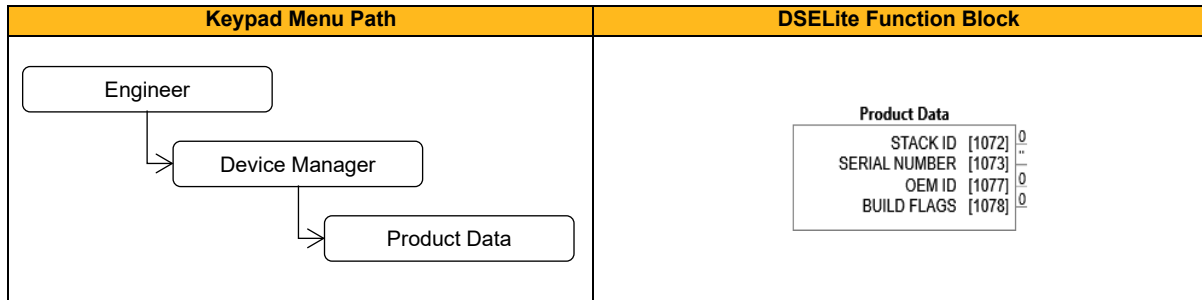 Keypad Menu Path
DSELite Function Block
Engineer
Device Manager
Product Data
Product Data
STACK ID [1072] 0
SERIAL NUMBER [1073] "
OEM ID [1077] 0
BUILD FLAGS [1078] 0